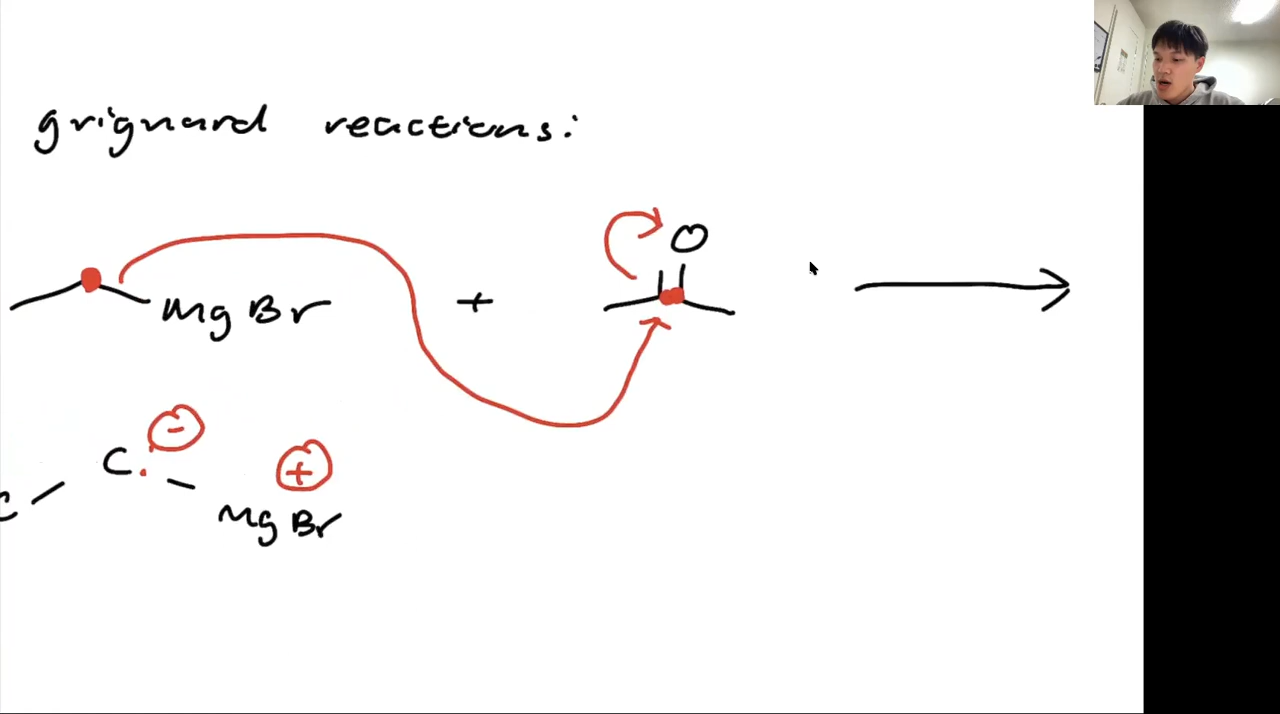 grignard reactions:
O
MgBr +
- 
C. +
C
MgBr